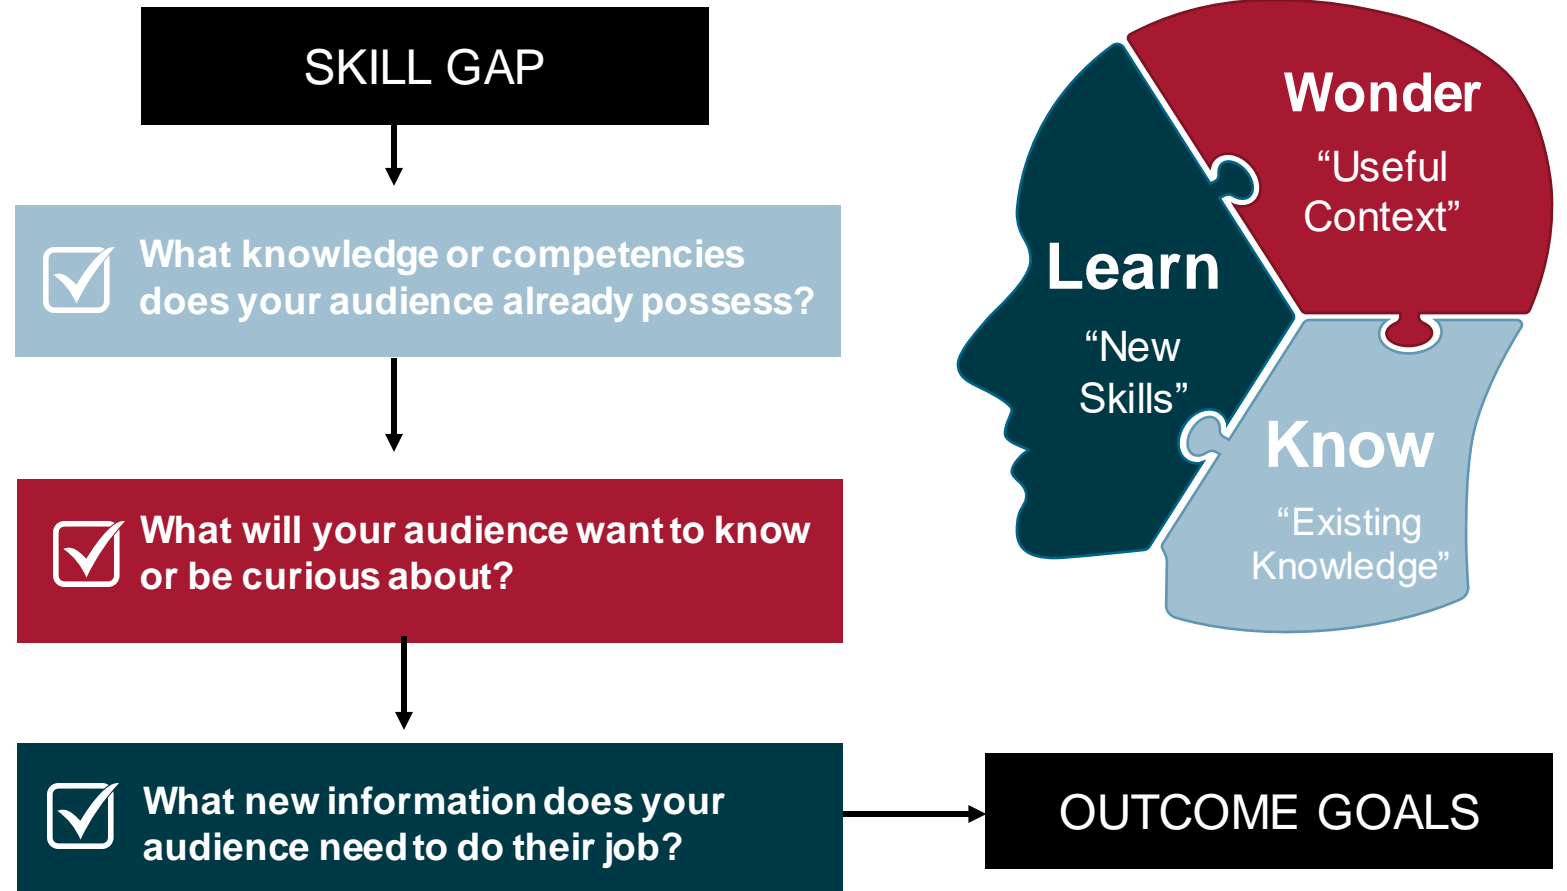 SKILL GAP
What knowledge or competencies
does your audience already possess?
What will your audience want to know
or be curious about?
What new information does your
audience need to do their job?
OUTCOME GOALS
Wonder
“Useful
Context”
Learn
“New
Skills”
Know
“Existing
Knowledge”